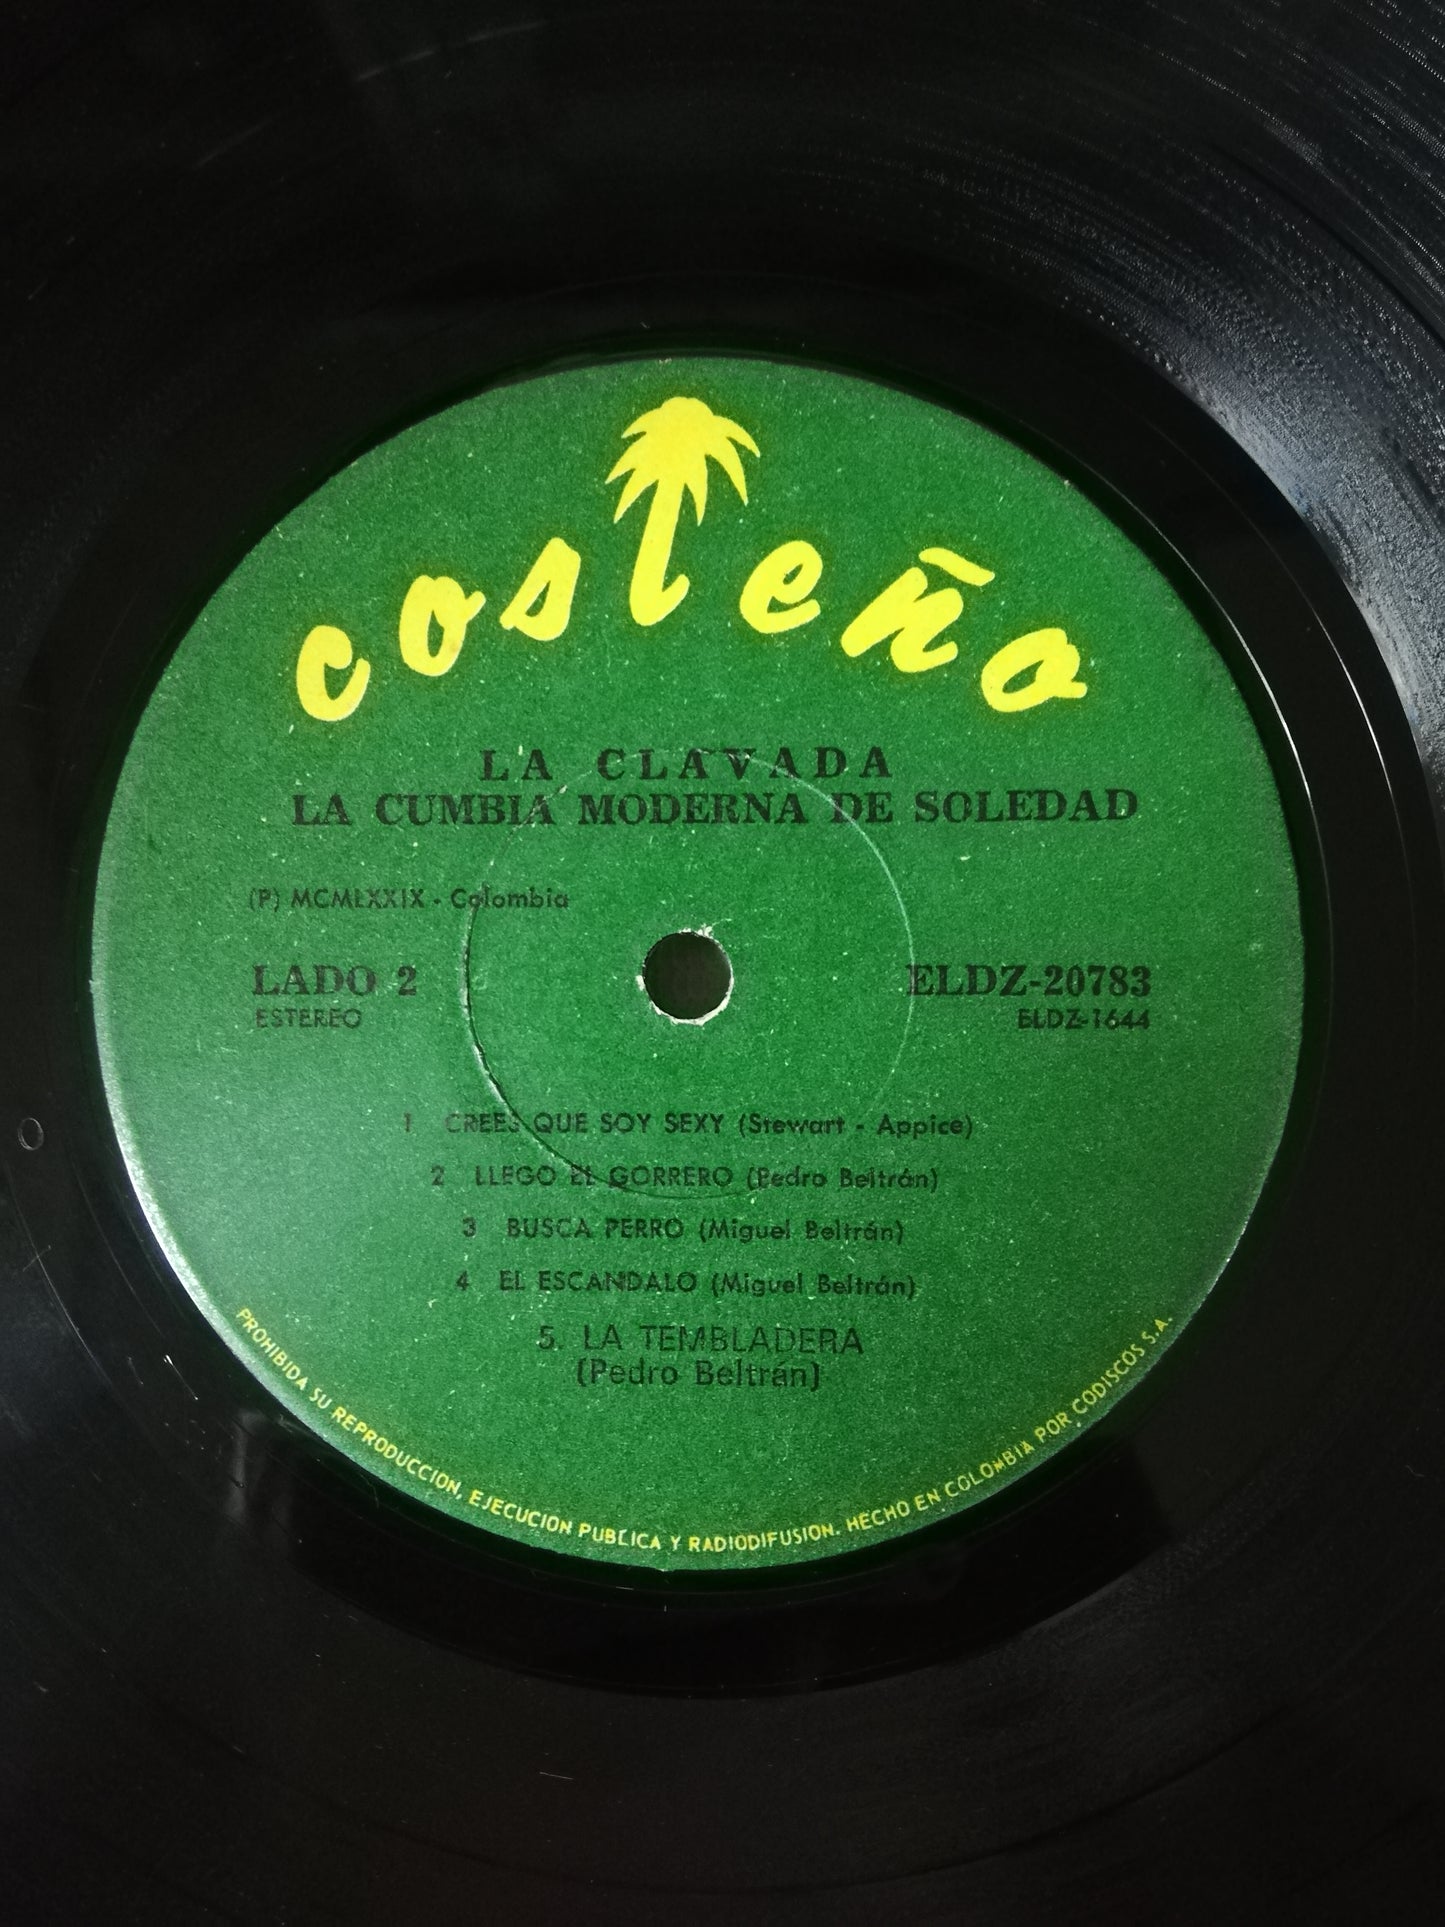 costeño
LA CLAVADA
LA CUMBIA MODERNA DE SOLEDAD
(P) MCMLXXIX - Colombia
LADO 2
ESTEREO
ELDZ-20783
ELDZ-1644
1 CREES QUE SOY SEXY (Stewart - Appice)
2 LLEGO EL GORRERO (Pedro Beltrán)
3 BUSCA PERRO (Miguel Beltrán)
4 EL ESCANDALO (Miguel Beltrán)
5. LA TEMBLADERA
(Pedro Beltrán)
PROHIBIDA SU REPRODUCCION, EJECUCION PUBLICA Y RADIODIFUSION. HECHO EN COLOMBIA POR CODISCOS S.A.